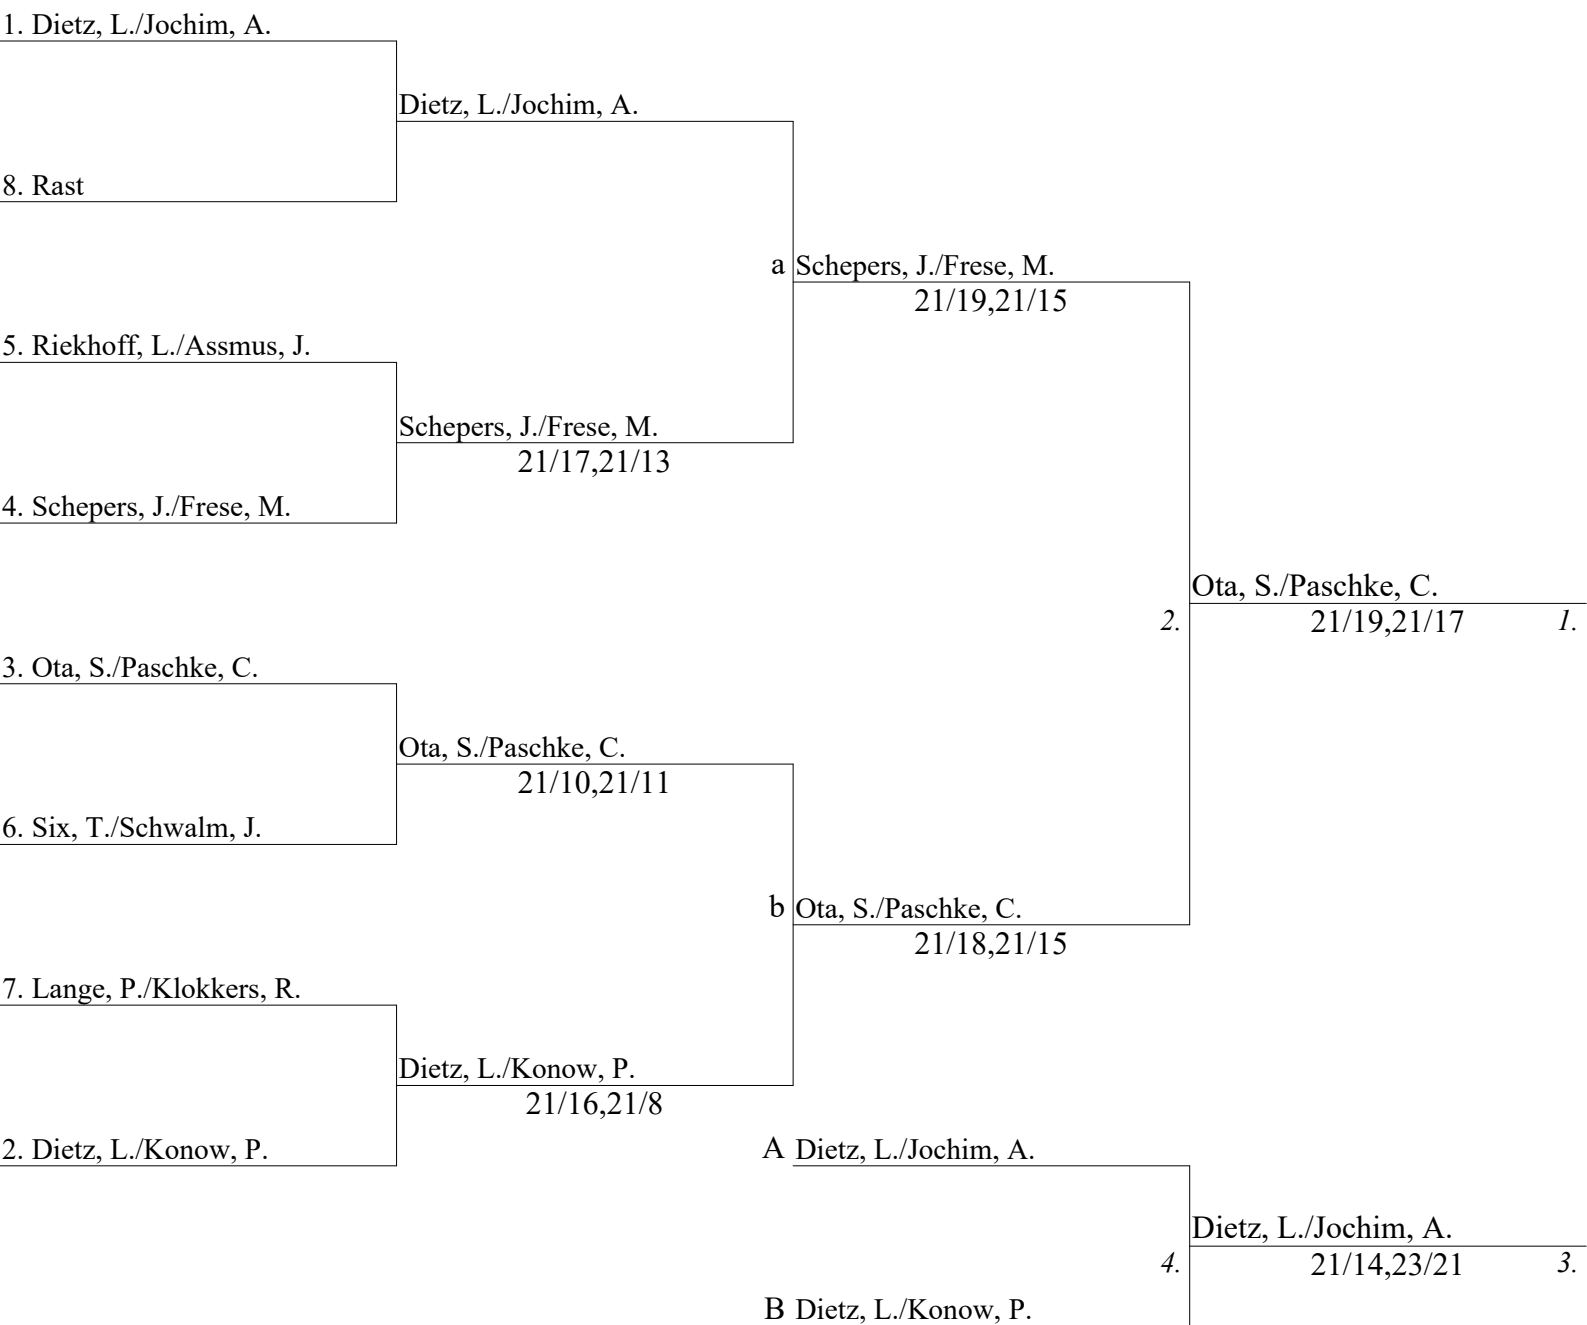 1. Dietz, L./Jochim, A.
Dietz, L./Jochim, A.
8. Rast
a Schepers, J./Frese, M.
21/19,21/15
5. Riekhoff, L./Assmus, J.
Schepers, J./Frese, M.
21/17,21/13
4. Schepers, J./Frese, M.
Ota, S./Paschke, C.
2. 21/19,21/17 1.
3. Ota, S./Paschke, C.
Ota, S./Paschke, C.
21/10,21/11
6. Six, T./Schwalm, J.
b Ota, S./Paschke, C.
21/18,21/15
7. Lange, P./Klokkers, R.
Dietz, L./Konow, P.
21/16,21/8
2. Dietz, L./Konow, P.
A Dietz, L./Jochim, A.
Dietz, L./Jochim, A.
4. 21/14,23/21 3.
B Dietz, L./Konow, P.